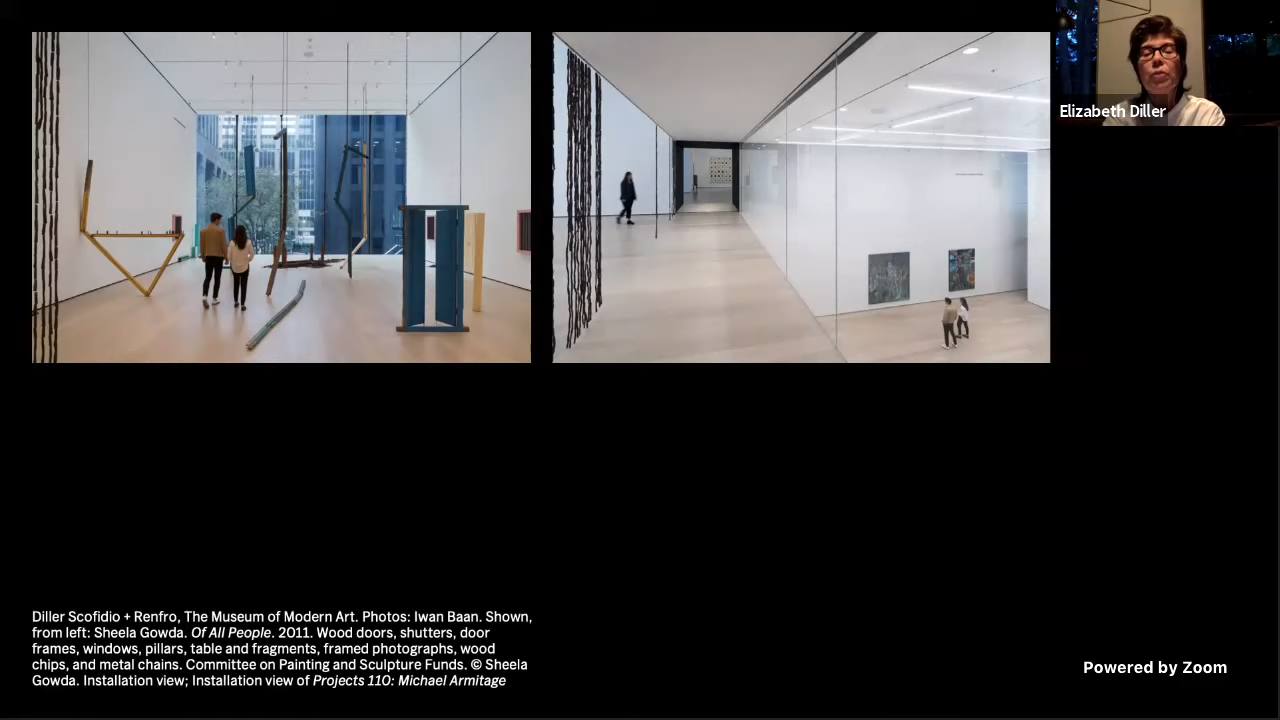 Elizabeth Diller
Diller Scofidio + Renfro, The Museum of Modern Art. Photos: Iwan Baan. Shown,
from left: Sheela Gowda. Of All People. 2011. Wood doors, shutters, door
frames, windows, pillars, table and fragments, framed photographs, wood
chips, and metal chains. Committee on Painting and Sculpture Funds. © Sheela
Gowda. Installation view; Installation view of Projects 110: Michael Armitage
Powered by Zoom